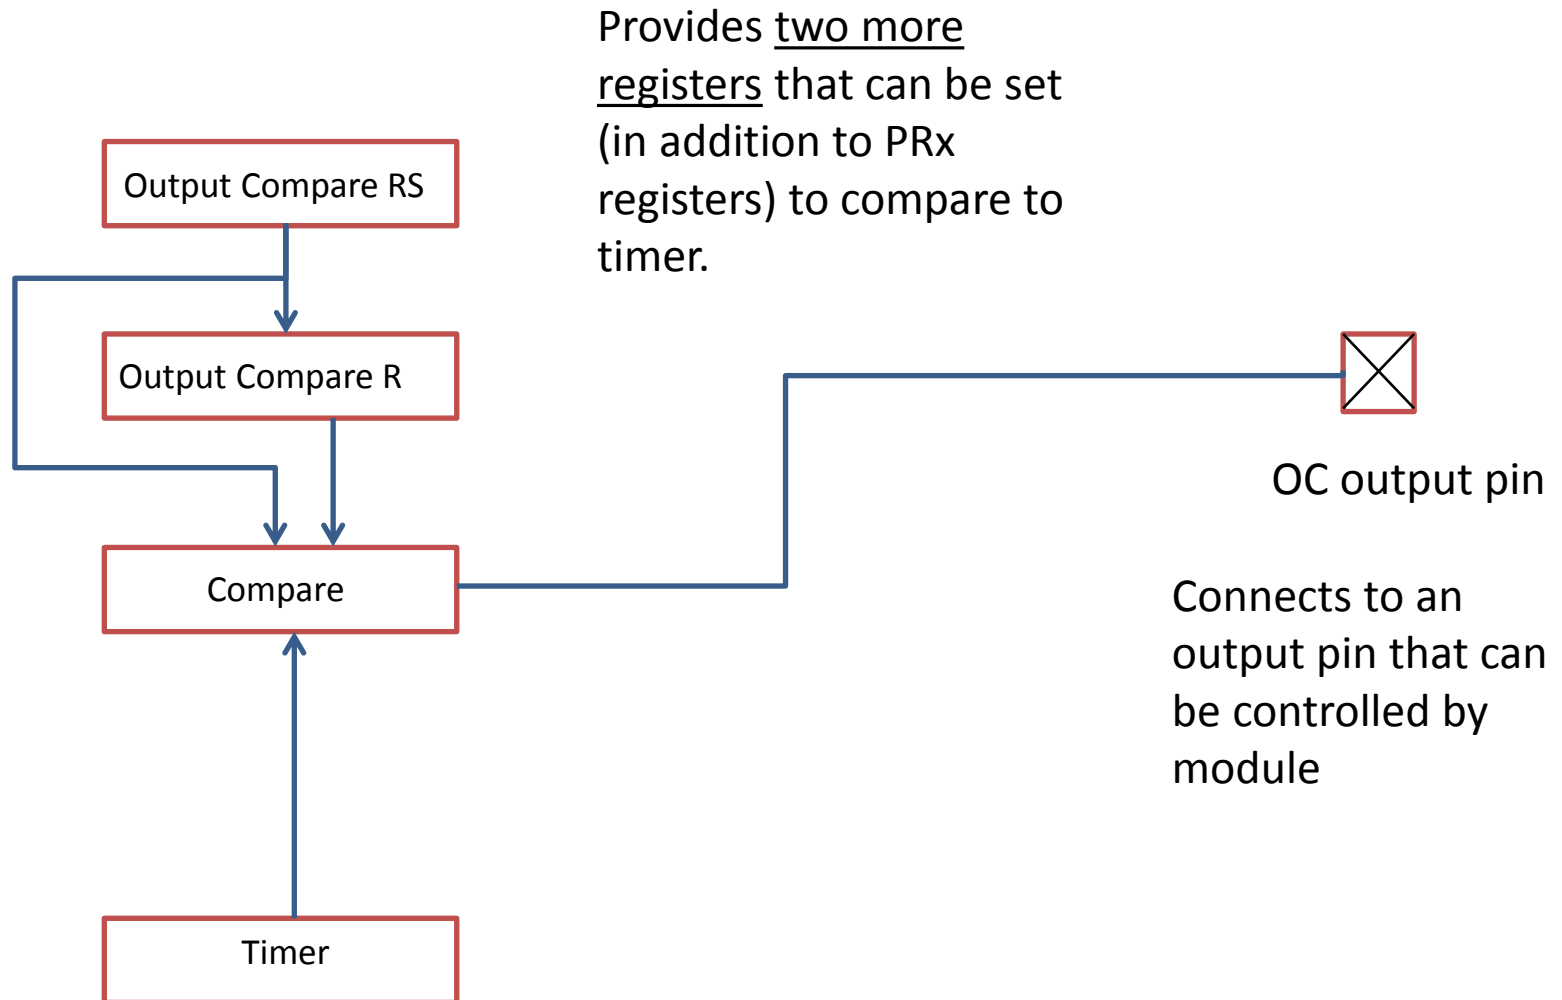 Provides two more
registers that can be set
(in addition to PRx
registers) to compare to
timer.
Output Compare RS
Output Compare R
OC output pin
Compare
Connects to an
output pin that can
be controlled by
module
Timer